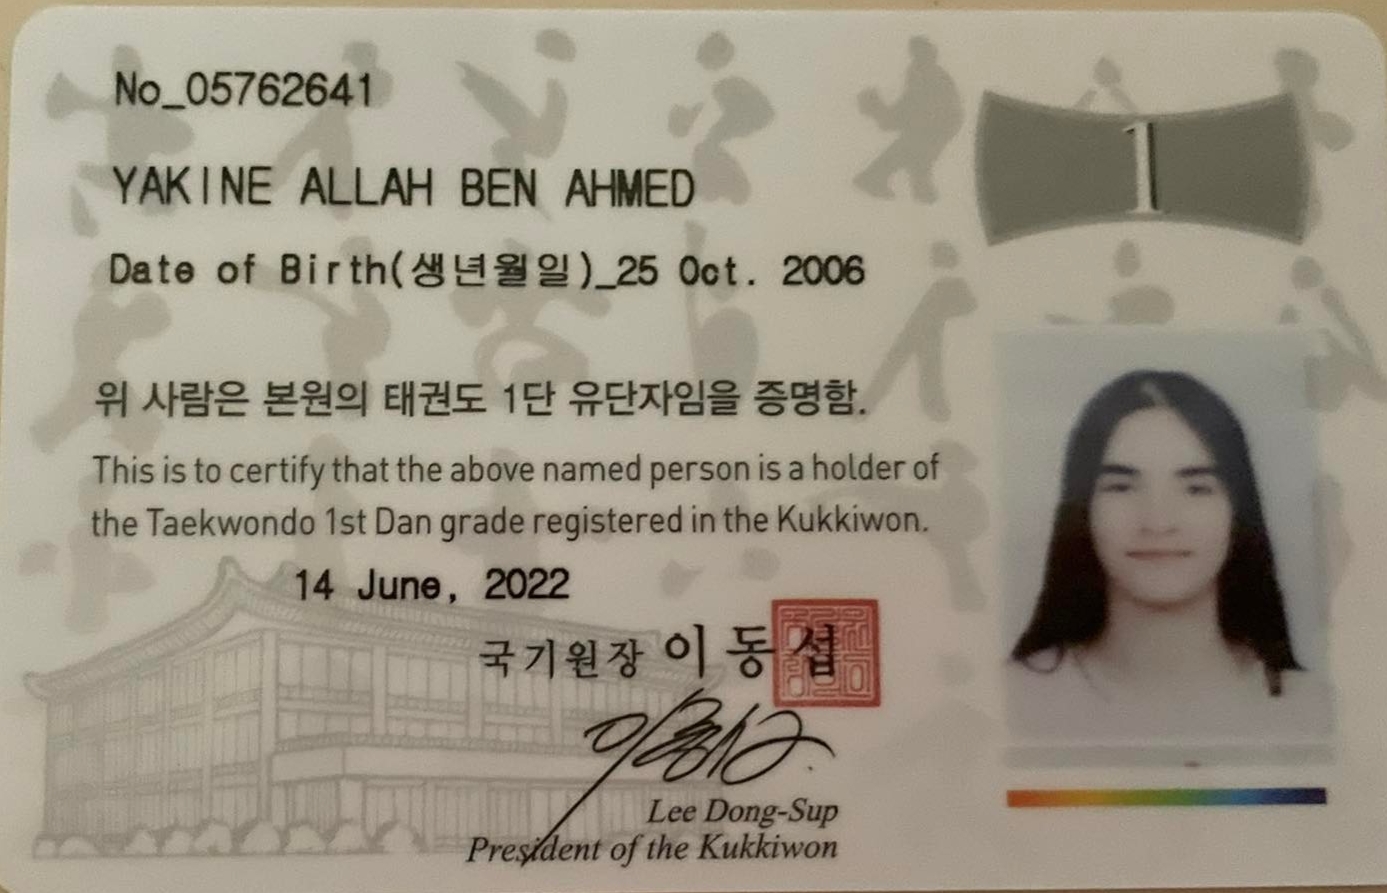 No_05762641
1
YAKINE ALLAH BEN AHMED
Date of Birth(생년월일)_25 Oct. 2006
위 사람은 본원의 태권도 1단 유단자임을 증명함.
This is to certify that the above named person is a holder of
the Taekwondo 1st Dan grade registered in the Kukkiwon.
14 June, 2022
국기원장 이동섭
Lee Dong-Sup
President of the Kukkiwon